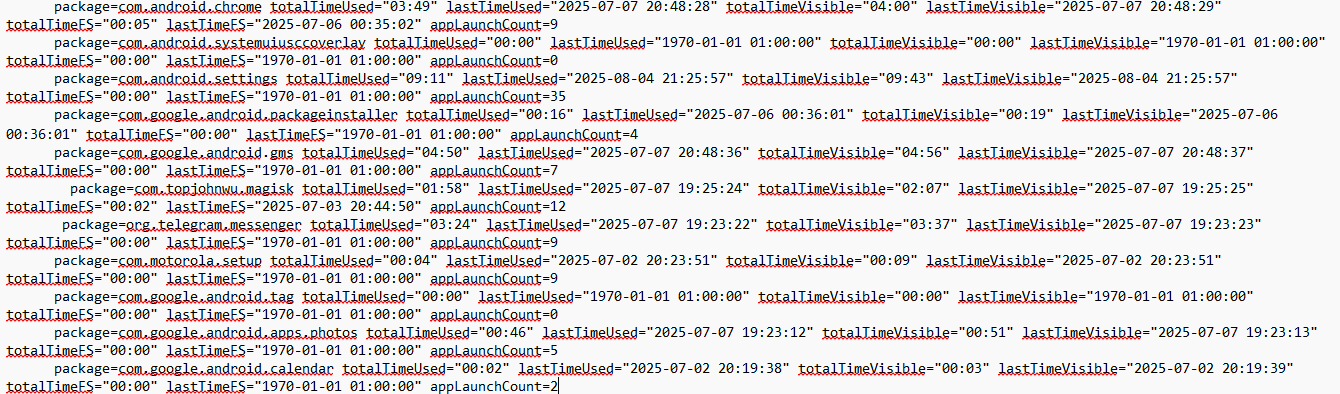 package=com.android.chrome totalTimeUsed="03:49" lastTimeUsed="2025-07-07 20:48:28" totalTimeVisible="04:00" lastTimeVisible="2025-07-07 20:48:29"
totalTimeFS="00:05" lastTimeFS="2025-07-06 00:35:02" appLaunchCount=9
package=com.android.systemuiusccoverlay totalTimeUsed="00:00" lastTimeUsed="1970-01-01 01:00:00" totalTimeVisible="00:00" lastTimeVisible="1970-01-01 01:00:00"
totalTimeFS="00:00" lastTimeFS="1970-01-01 01:00:00" appLaunchCount=0
package=com.android.settings totalTimeUsed="09:11" lastTimeUsed="2025-08-04 21:25:57" totalTimeVisible="09:43" lastTimeVisible="2025-08-04 21:25:57"
totalTimeFS="00:00" lastTimeFS="1970-01-01 01:00:00" appLaunchCount=35
package=com.google.android.packageinstaller totalTimeUsed="00:16" lastTimeUsed="2025-07-06 00:36:01" totalTimeVisible="00:19" lastTimeVisible="2025-07-06
00:36:01" totalTimeFS="00:00" lastTimeFS="1970-01-01 01:00:00" appLaunchCount=4
package=com.google.android.gms totalTimeUsed="04:50" lastTimeUsed="2025-07-07 20:48:36" totalTimeVisible="04:56" lastTimeVisible="2025-07-07 20:48:37"
totalTimeFS="00:00" lastTimeFS="1970-01-01 01:00:00" appLaunchCount=7
package=com.topjohnwu.magisk totalTimeUsed="01:58" lastTimeUsed="2025-07-07 19:25:24" totalTimeVisible="02:07" lastTimeVisible="2025-07-07 19:25:25"
totalTimeFS="00:02" lastTimeFS="2025-07-03 20:44:50" appLaunchCount=12
package=org.telegram.messenger totalTimeUsed="03:24" lastTimeUsed="2025-07-07 19:23:22" totalTimeVisible="03:37" lastTimeVisible="2025-07-07 19:23:23"
totalTimeFS="00:00" lastTimeFS="1970-01-01 01:00:00" appLaunchCount=9
package=com.motorola.setup totalTimeUsed="00:04" lastTimeUsed="2025-07-02 20:23:51" totalTimeVisible="00:09" lastTimeVisible="2025-07-02 20:23:51"
totalTimeFS="00:00" lastTimeFS="1970-01-01 01:00:00" appLaunchCount=9
package=com.google.android.tag totalTimeUsed="00:00" lastTimeUsed="1970-01-01 01:00:00" totalTimeVisible="00:00" lastTimeVisible="1970-01-01 01:00:00"
totalTimeFS="00:00" lastTimeFS="1970-01-01 01:00:00" appLaunchCount=0
package=com.google.android.apps.photos totalTimeUsed="00:46" lastTimeUsed="2025-07-07 19:23:12" totalTimeVisible="00:51" lastTimeVisible="2025-07-07 19:23:13"
totalTimeFS="00:00" lastTimeFS="1970-01-01 01:00:00" appLaunchCount=5
package=com.google.android.calendar totalTimeUsed="00:02" lastTimeUsed="2025-07-02 20:19:38" totalTimeVisible="00:03" lastTimeVisible="2025-07-02 20:19:39"
totalTimeFS="00:00" lastTimeFS="1970-01-01 01:00:00" appLaunchCount=2